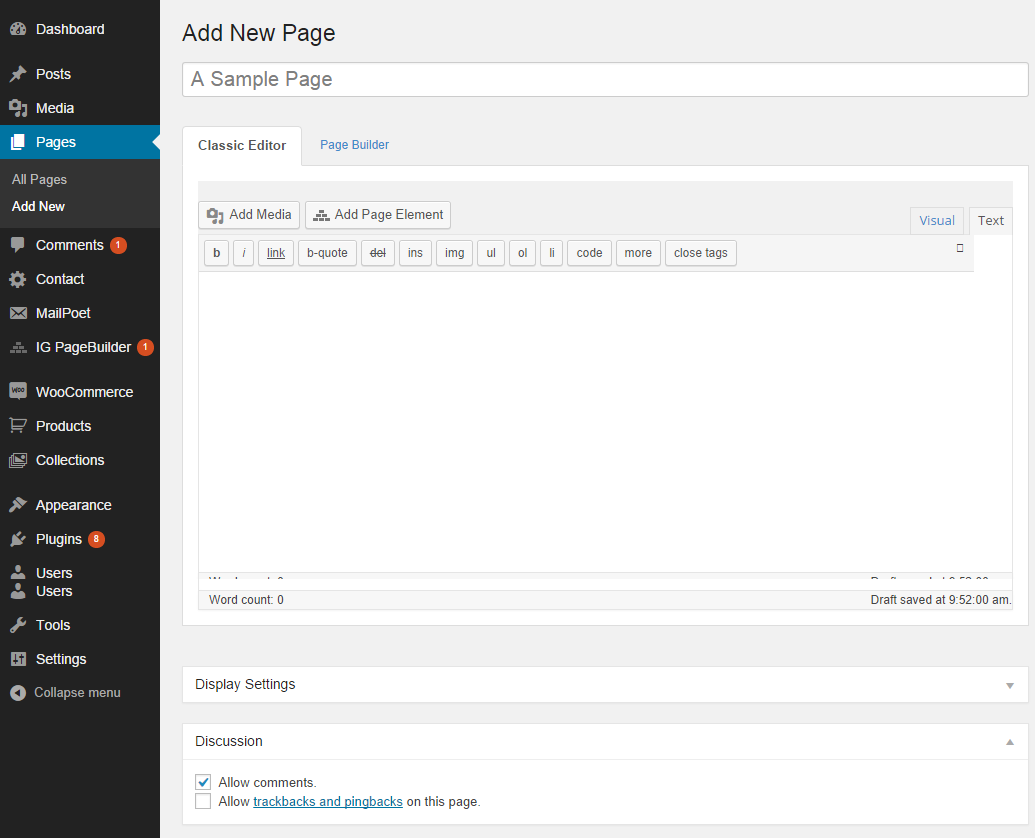 Dashboard
Posts
Media
Pages
All Pages
Add New
Comments 1
Contact
MailPoet
IG PageBuilder 1
WooCommerce
Products
Collections
Appearance
Plugins 8
Users
Users
Tools
Settings
Collapse menu
Add New Page
A Sample Page
Classic Editor Page Builder
Add Media Add Page Element
Visual Text
b i link b-quote del ins img ul ol li code more close tags
Word count: 0 Draft saved at 9:52:00 am.
Display Settings
Discussion
Allow comments.
Allow trackbacks and pingbacks on this page.